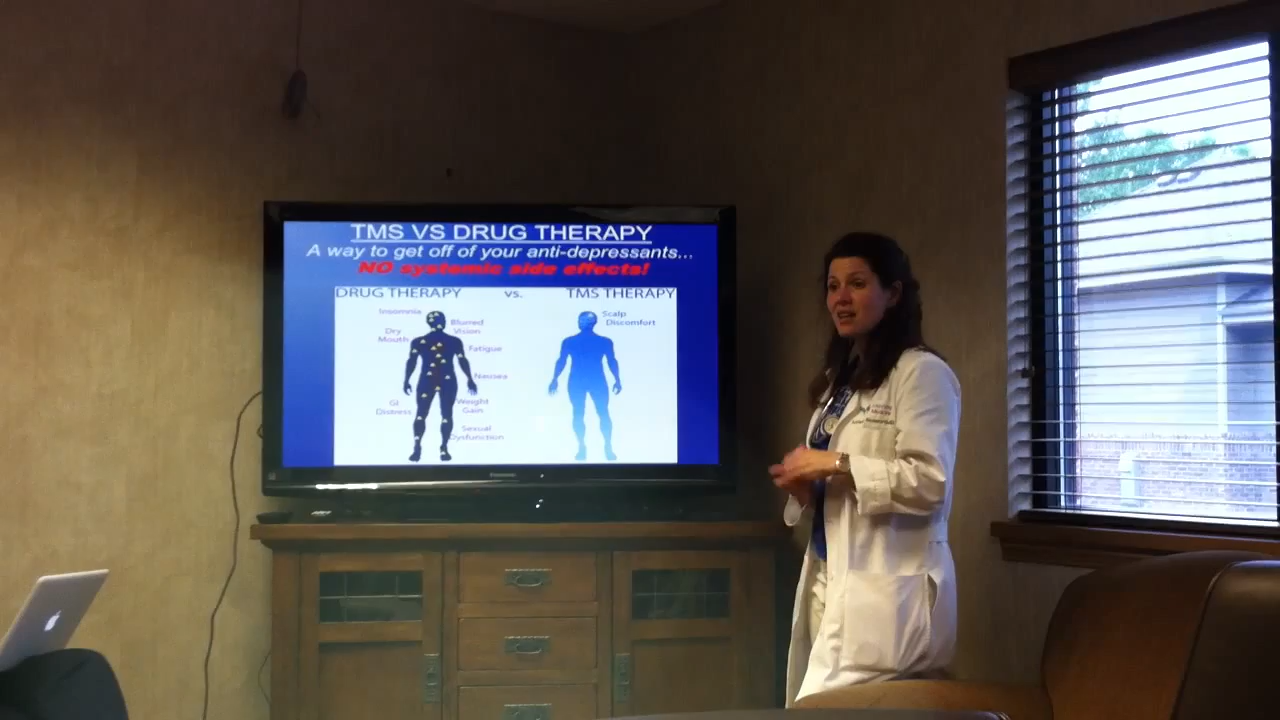 TMS VS DRUG THERAPY
A way to get off of your anti-depressants...
NO systemic side effects!
DRUG THERAPY vs. TMS THERAPY
Insomnia
Blurred
Vision
Dry
Mouth
Fatigue
Nausea
GI
Distress
Weight
Gain
Sexual
Dysfunction
Scalp
Discomfort
Panasonic